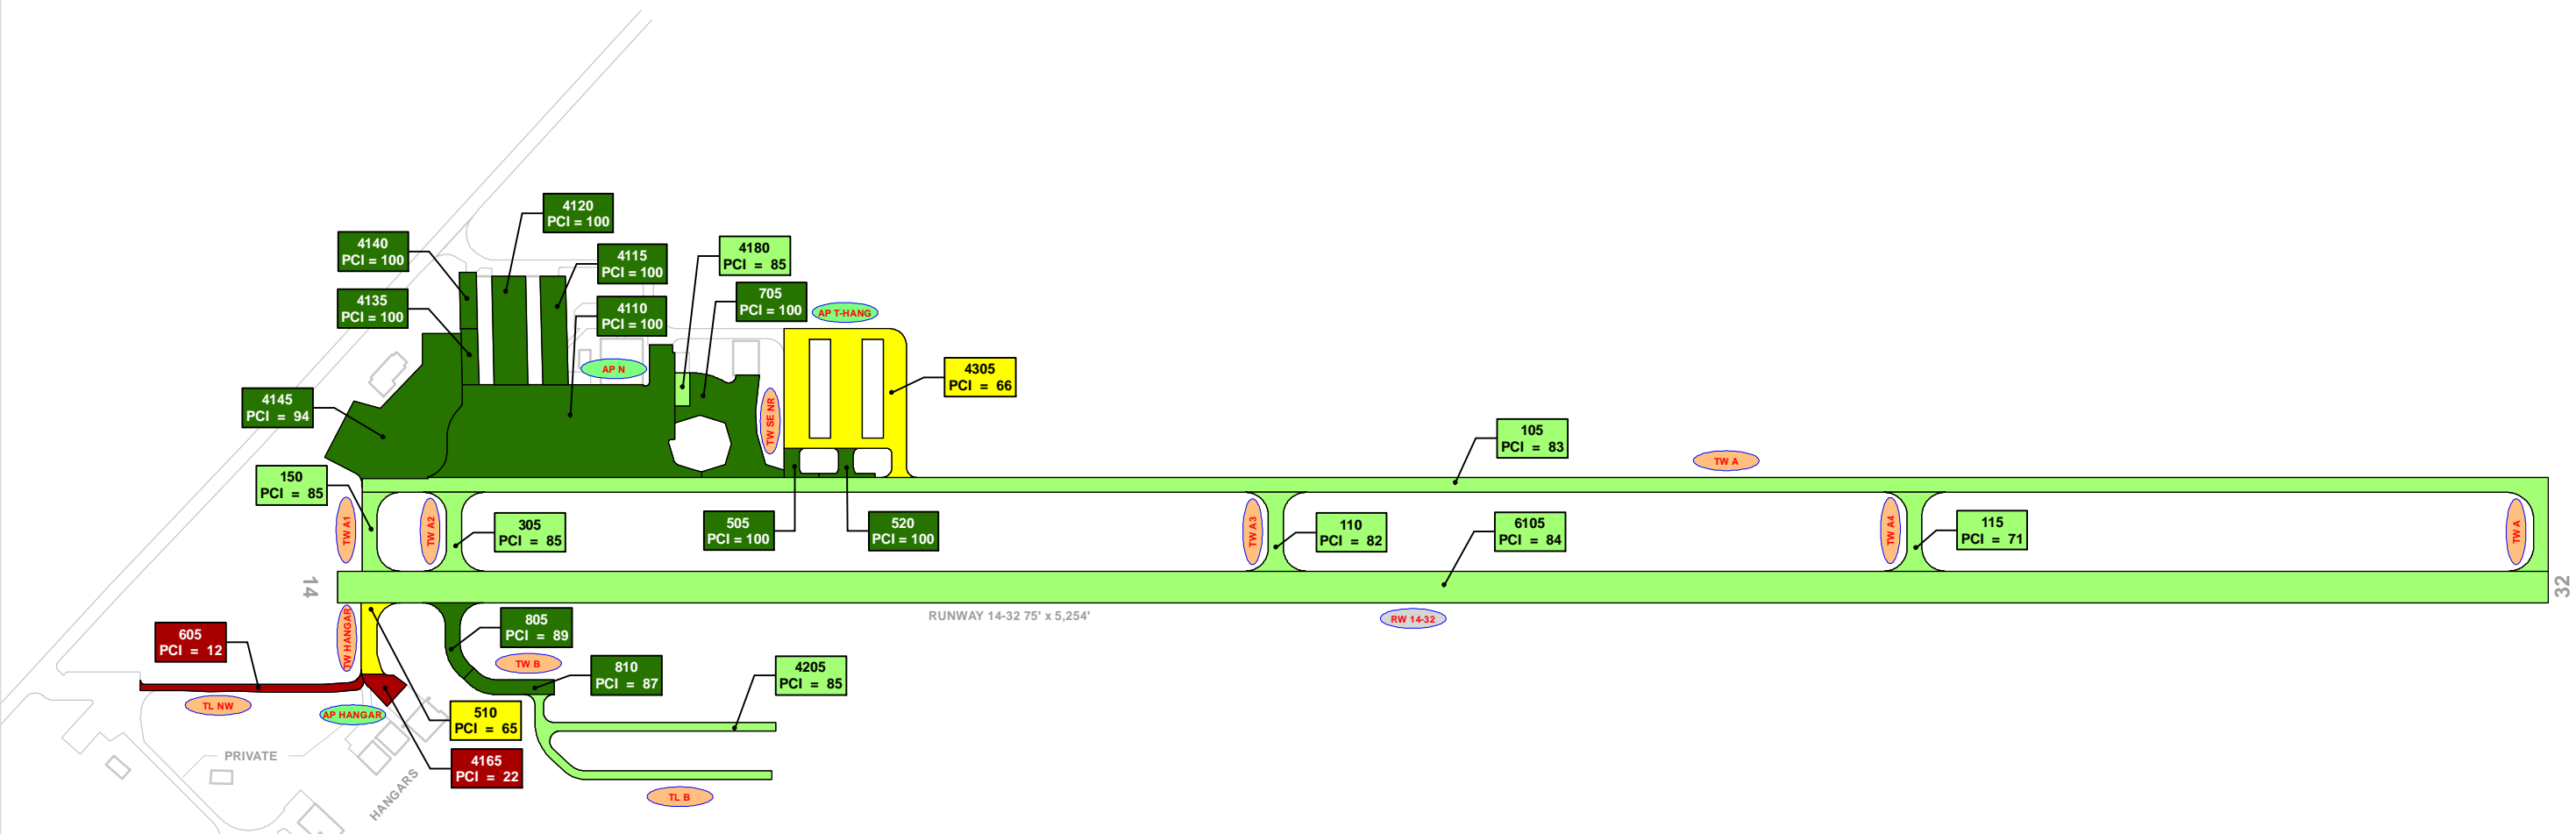 4120
PCI = 100
4140
PCI = 100
4115
PCI = 100
4180
PCI = 85
4135
PCI = 100
4110
PCI = 100
705
PCI = 100
AP T-HANG
AP N
4305
PCI = 66
4145
PCI = 94
TW SE NR
105
PCI = 83
TW A
150
PCI = 85
TW A1
TW A2
305
PCI = 85
505
PCI = 100
520
PCI = 100
TW A3
110
PCI = 82
6105
PCI = 84
TW A4
115
PCI = 71
TW A
14
32
RUNWAY 14-32 75' x 5,254'
RW 14-32
605
PCI = 12
TW HANGAR
805
PCI = 89
TW B
810
PCI = 87
4205
PCI = 85
TL NW
AP HANGAR
510
PCI = 65
PRIVATE
4165
PCI = 22
HANGARS
TL B